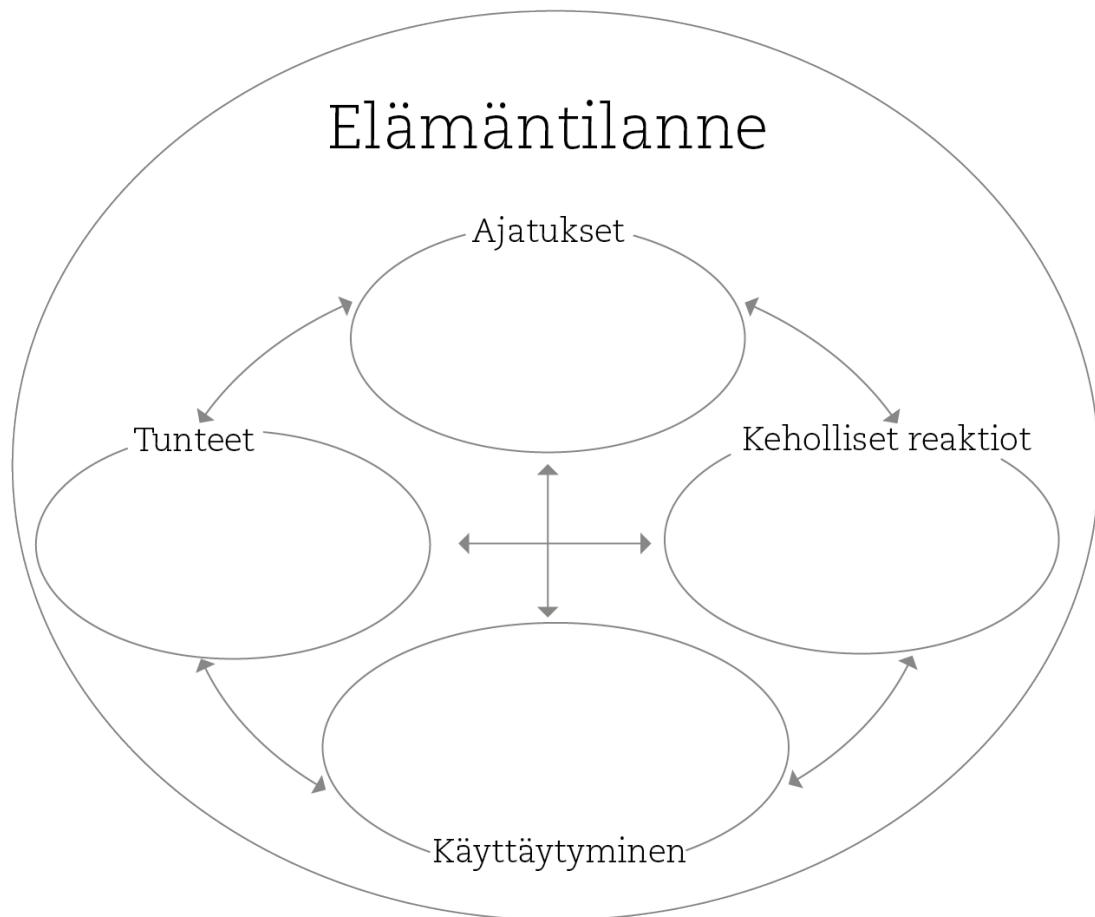 Elämäntilanne
Ajatukset
Tunteet
Keholliset reaktiot
Käyttäytyminen